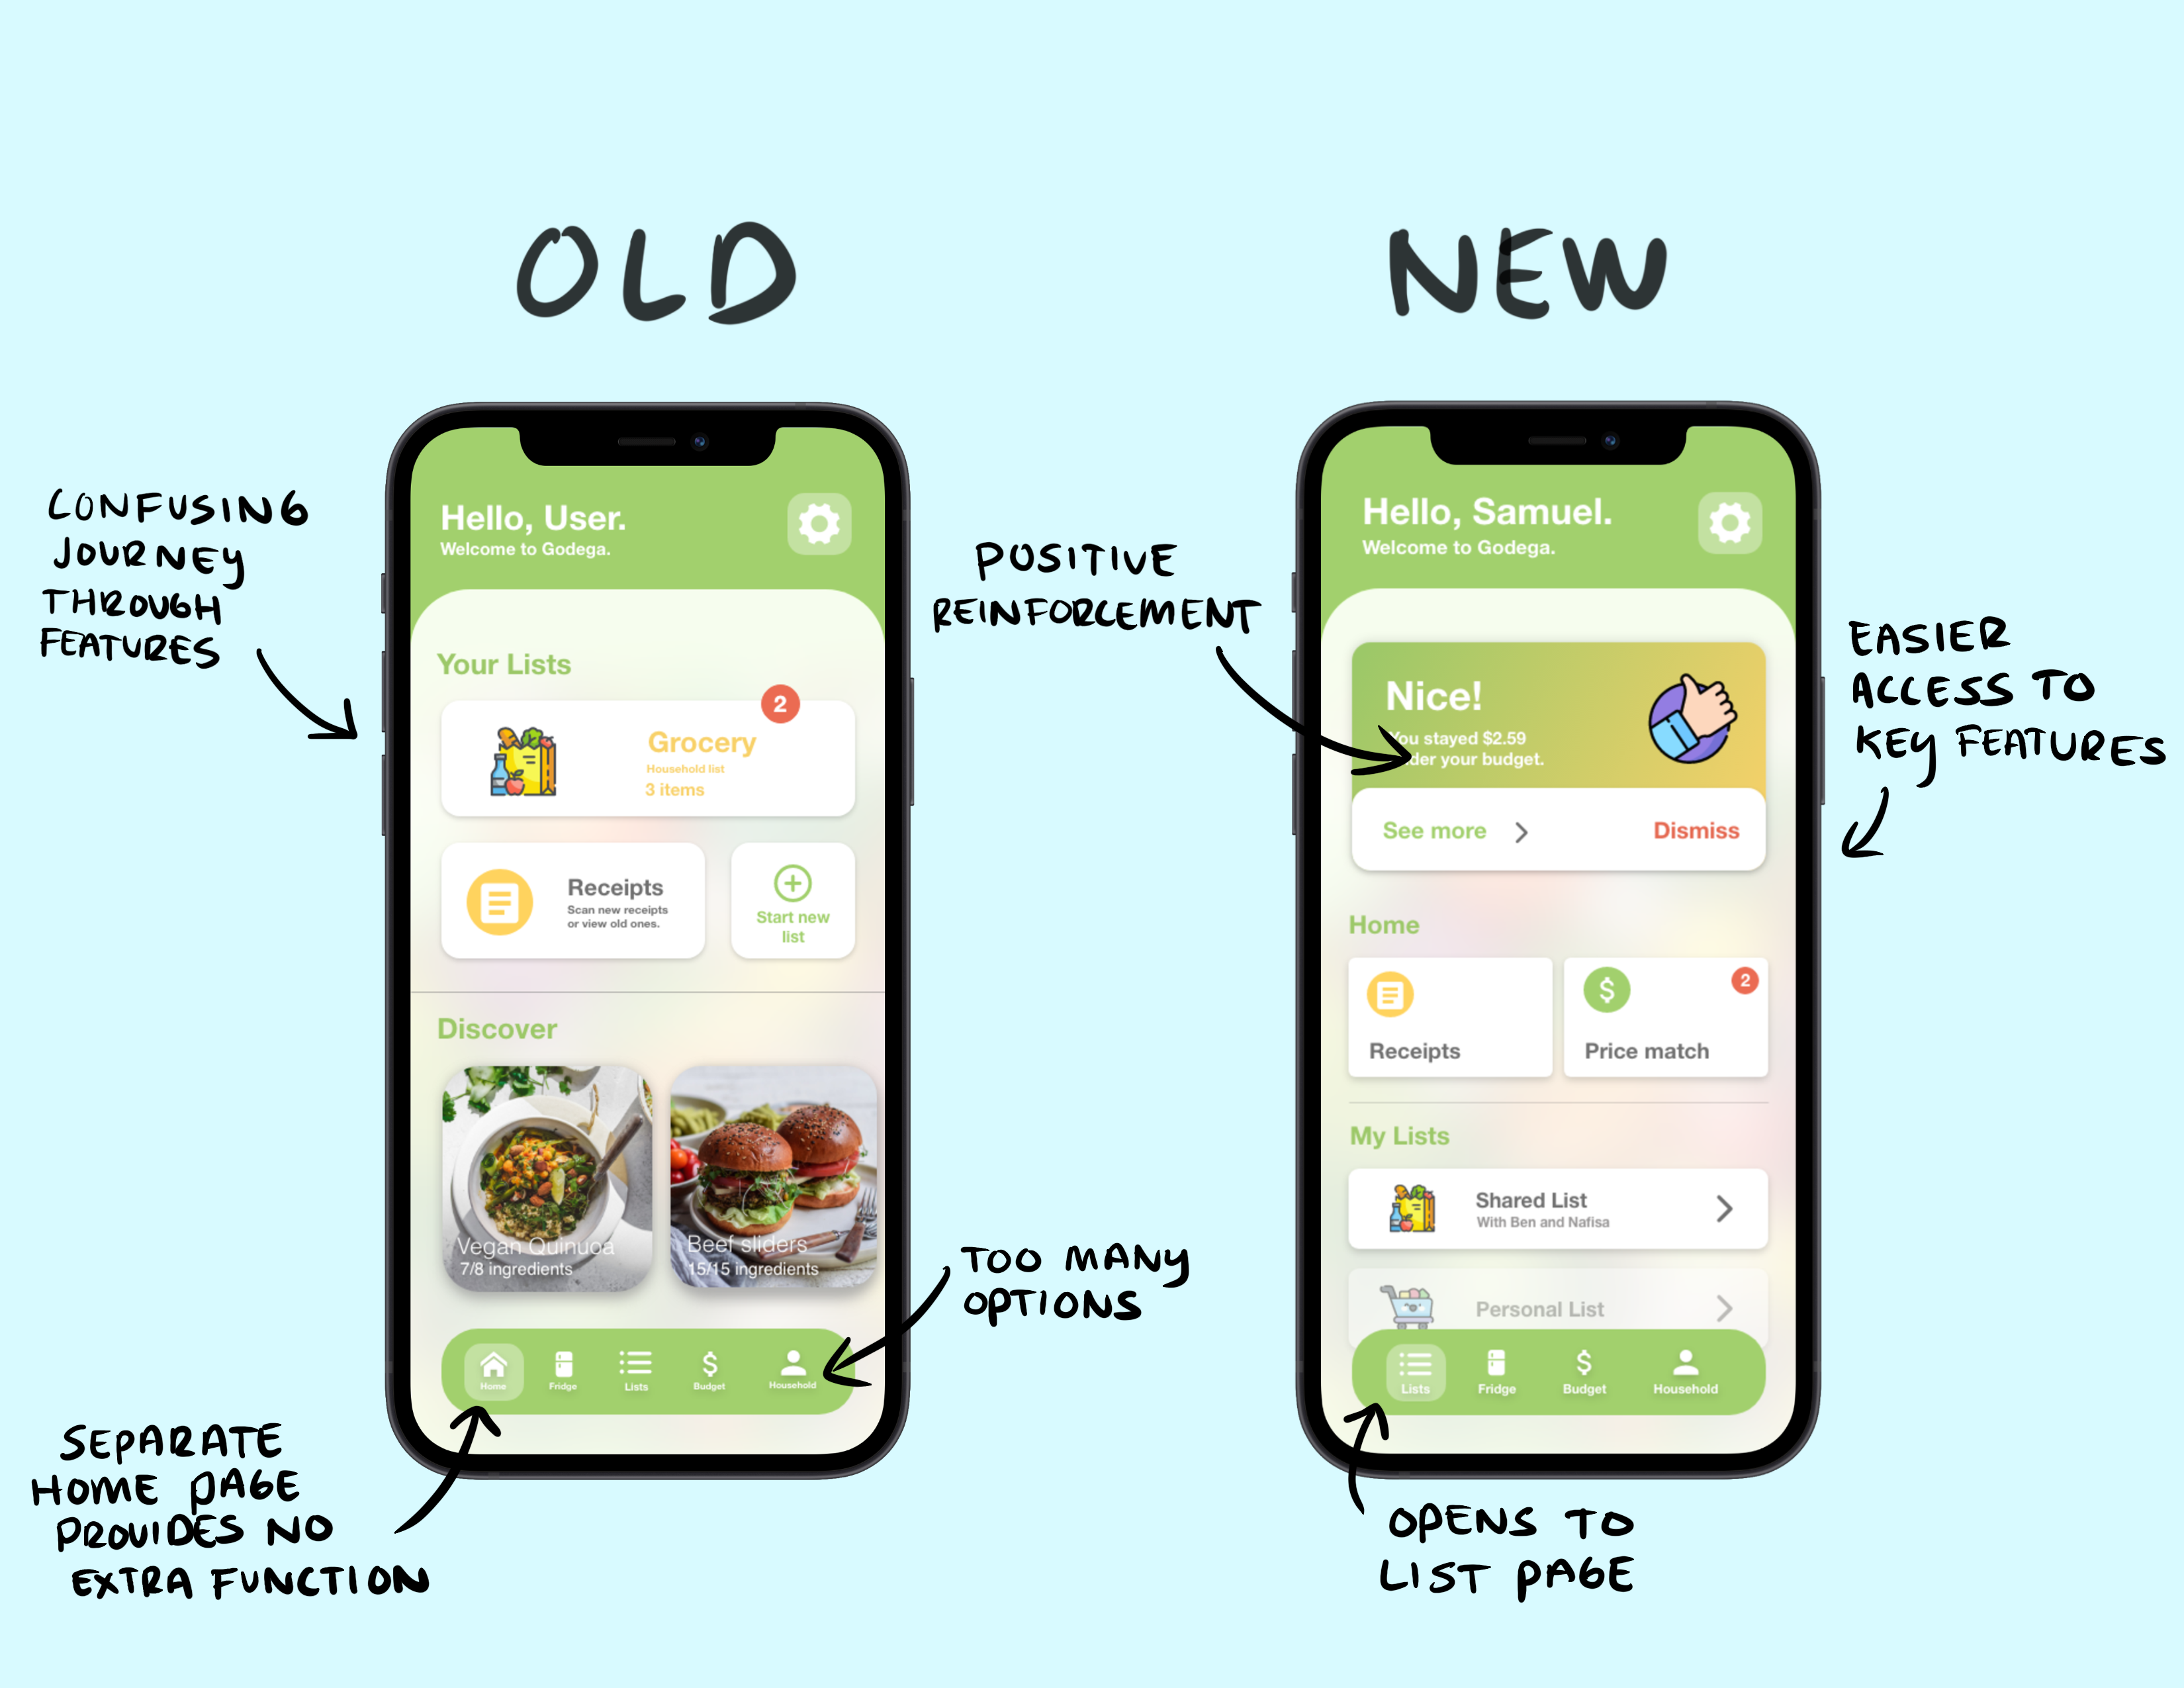 OLD
NEW
CONFUSING
JOURNEY
THROUGH
FEATURES
Hello, User.
Welcome to Godega.
Your Lists
2
Grocery
Household list
3 items
Receipts
Scan new receipts
or view old ones.
Start new
list
Discover
Vegan Quinuoa
7/8 ingredients
Beef sliders
15/15 ingredients
Home
Fridge
Lists
Budget
Household
TOO MANY
OPTIONS
SEPARATE
HOME PAGE
PROVIDES NO
EXTRA FUNCTION
POSITIVE
REINFORCEMENT
Hello, Samuel.
Welcome to Godega.
Nice!
You stayed $2.59
under your budget.
See more
Dismiss
Home
Receipts
2
Price match
My Lists
Shared List
With Ben and Nafisa
Personal List
Lists
Fridge
Budget
Household
EASIER
ACCESS TO
KEY FEATURES
OPENS TO
LIST PAGE